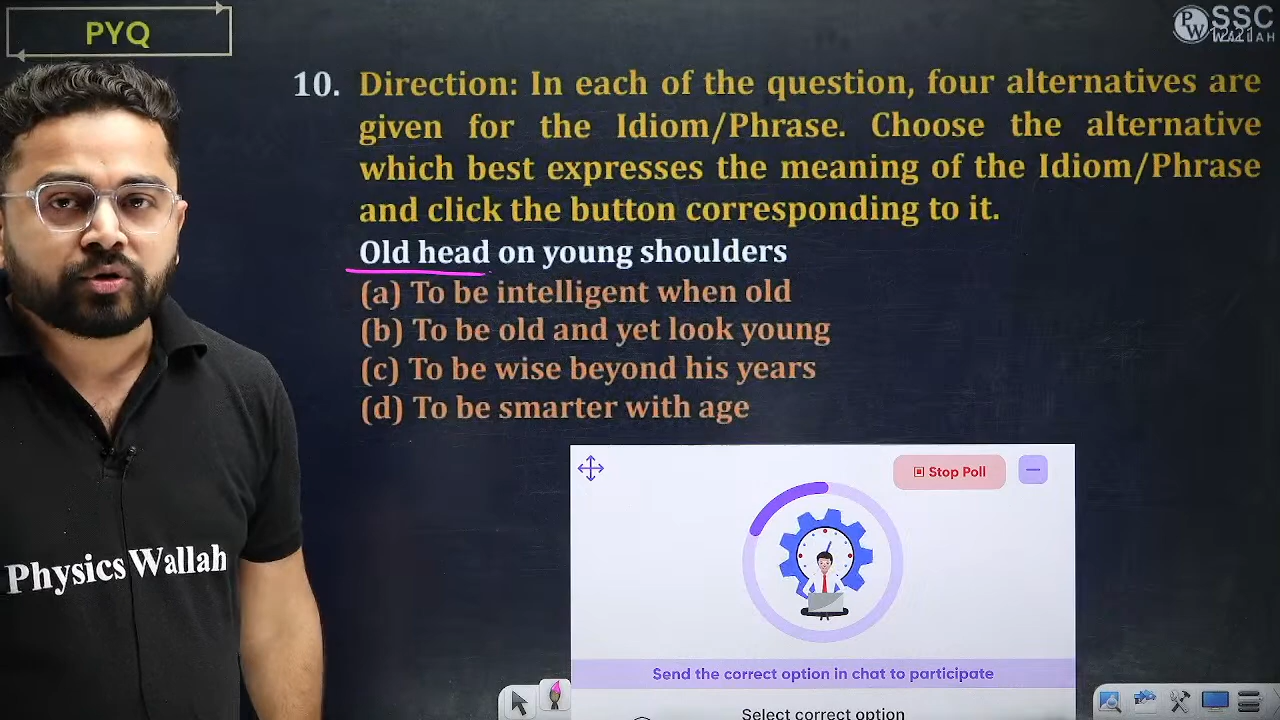 PYQ
PW SSC
WALLAH
10. Direction: In each of the question, four alternatives are
given for the Idiom/Phrase. Choose the alternative
which best expresses the meaning of the Idiom/Phrase
and click the button corresponding to it.
Old head on young shoulders
(a) To be intelligent when old
(b) To be old and yet look young
(c) To be wise beyond his years
(d) To be smarter with age
Stop Poll
Physics Wallah
Send the correct option in chat to participate
Select correct option